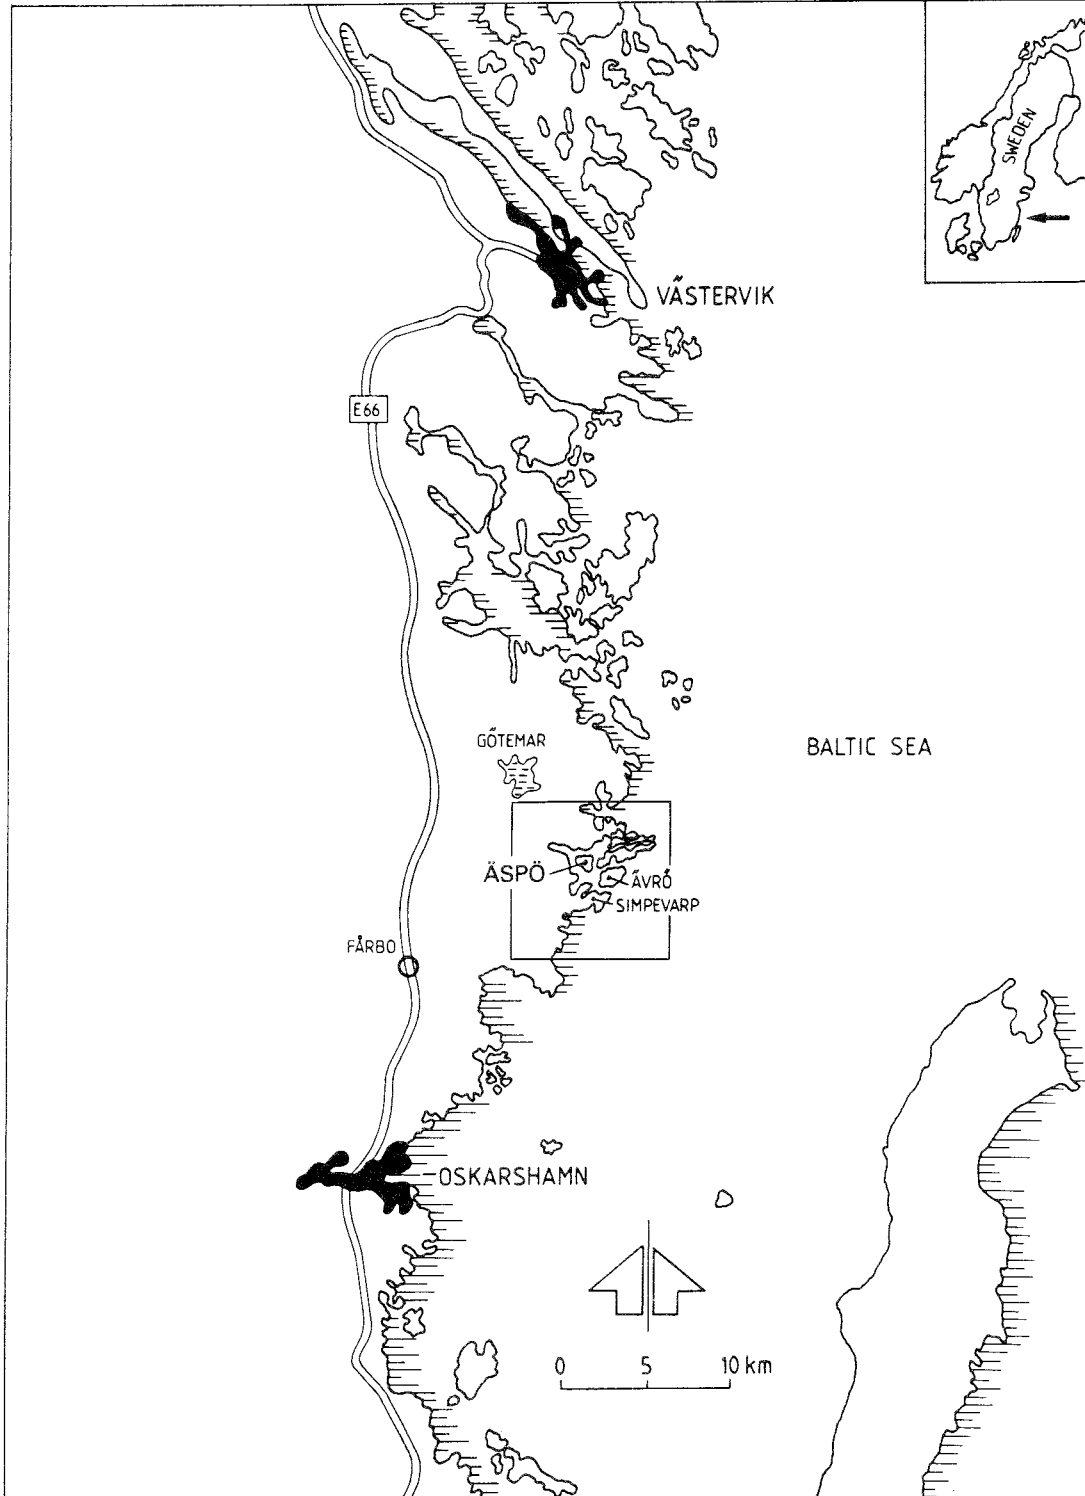 SWEDEN
VÄSTERVIK
E66
GÖTEMAR
BALTIC SEA
ÄSPÖ
ÄVRÖ
SIMPEVARP
FÅRBO
OSKARSHAMN
0 5 10 km